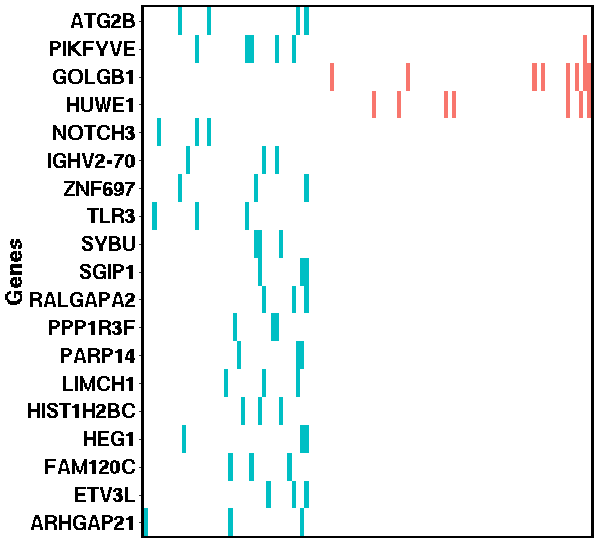 ATG2B
PIKFYVE
GOLGB1
HUWE1
NOTCH3
IGHV2-70
ZNF697
TLR3
SYBU
SGIP1
RALGAPA2
PPP1R3F
PARP14
LIMCH1
HIST1H2BC
HEG1
FAM120C
ETV3L
ARHGAP21
Genes